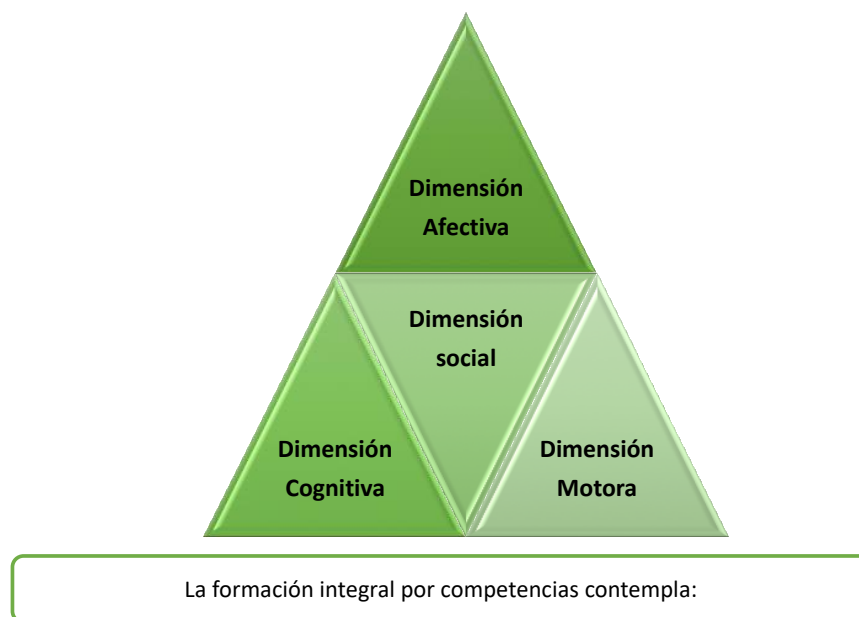 Dimensión
Afectiva
Dimensión
social
Dimensión
Cognitiva
Dimensión
Motora
La formación integral por competencias contempla: